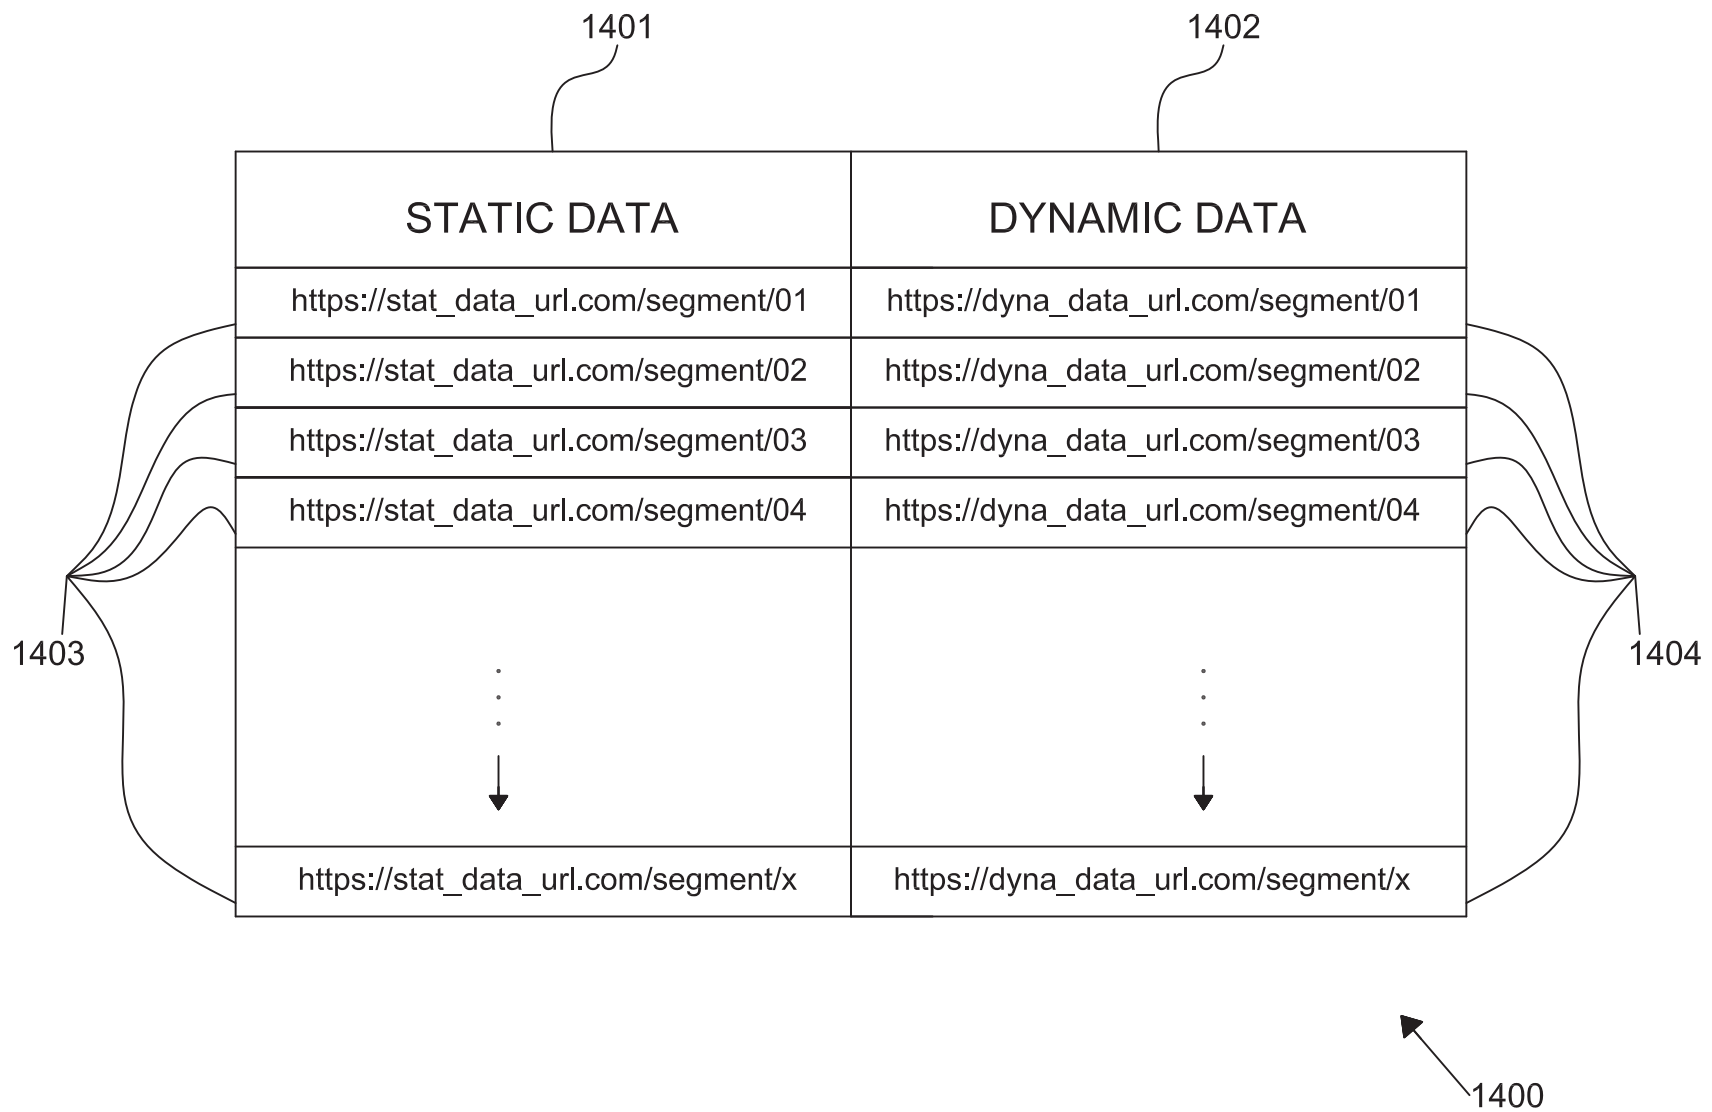 1401 1402
STATIC DATA DYNAMIC DATA
https://stat_data_url.com/segment/01 https://dyna_data_url.com/segment/01
https://stat_data_url.com/segment/02 https://dyna_data_url.com/segment/02
https://stat_data_url.com/segment/03 https://dyna_data_url.com/segment/03
https://stat_data_url.com/segment/04 https://dyna_data_url.com/segment/04
1403 1404
https://stat_data_url.com/segment/x https://dyna_data_url.com/segment/x
1400